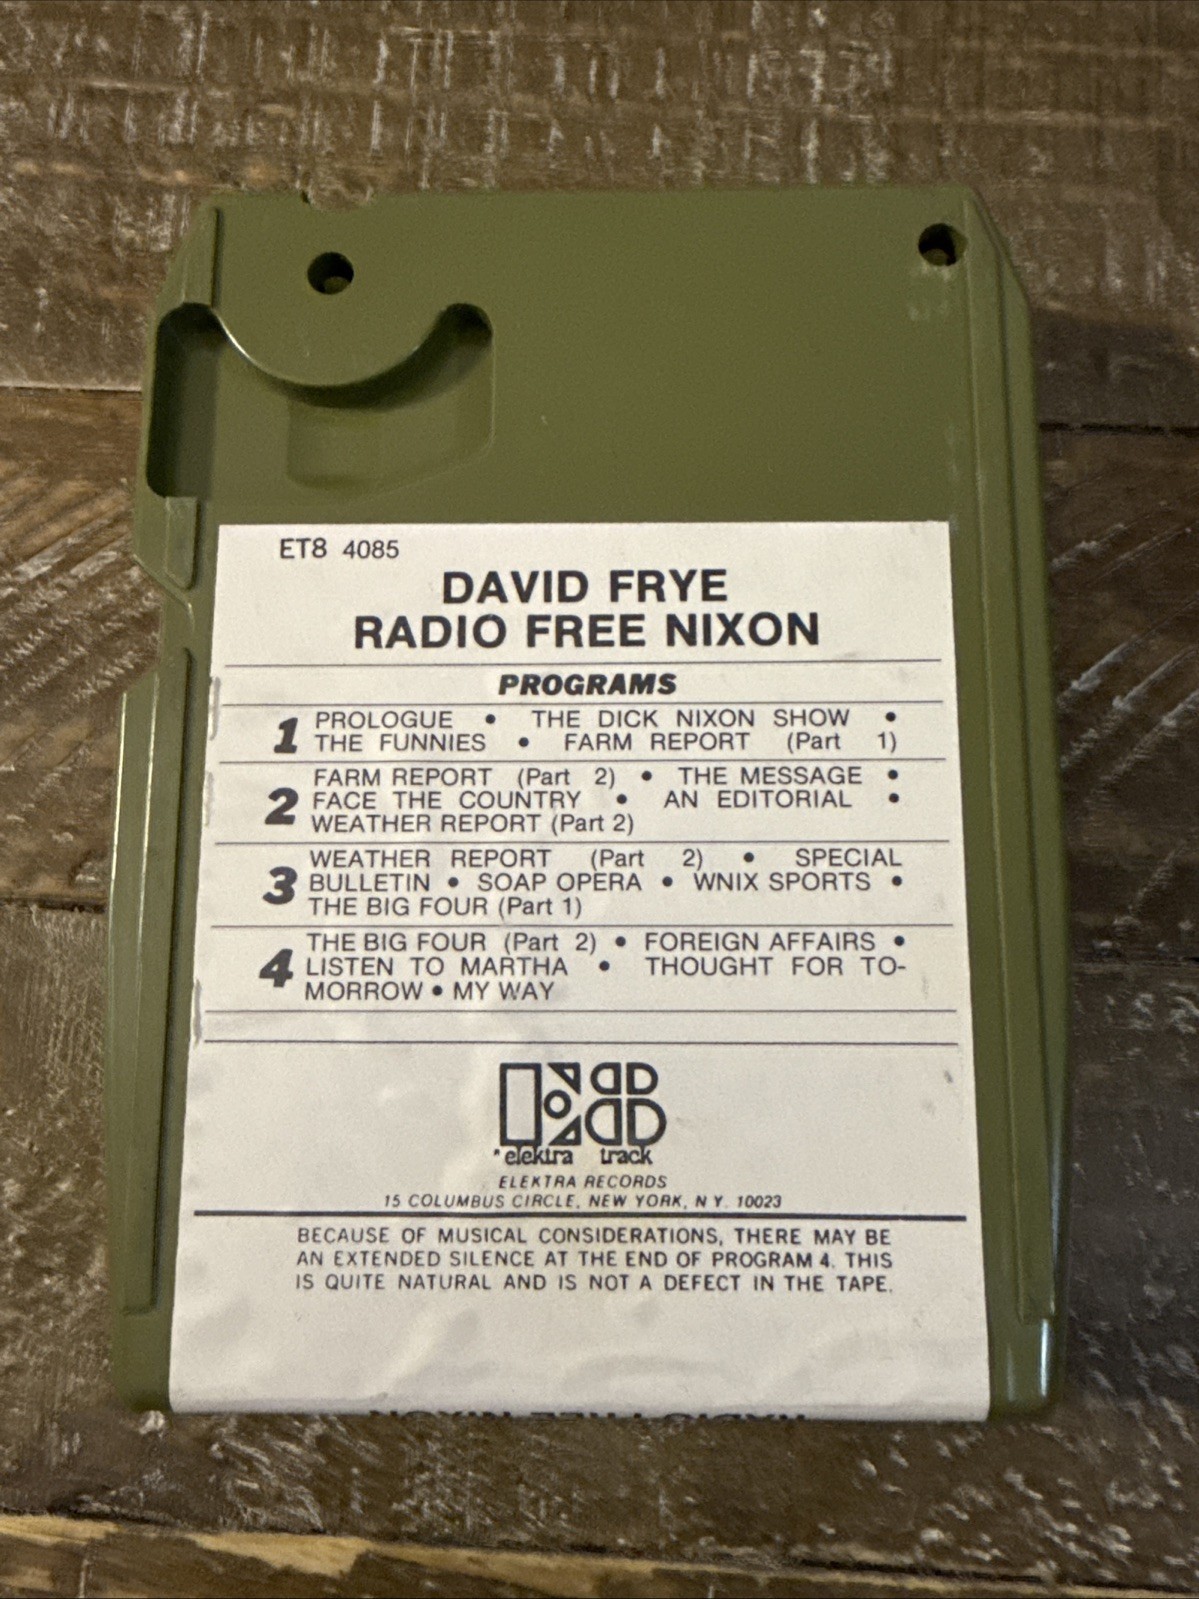 ET8 4085
DAVID FRYE
RADIO FREE NIXON
PROGRAMS
1 PROLOGUE • THE DICK NIXON SHOW •
THE FUNNIES • FARM REPORT (Part 1)
2 FARM REPORT (Part 2) • THE MESSAGE •
FACE THE COUNTRY • AN EDITORIAL •
WEATHER REPORT (Part 2)
3 WEATHER REPORT (Part 2) • SPECIAL
BULLETIN • SOAP OPERA • WNIX SPORTS •
THE BIG FOUR (Part 1)
4 THE BIG FOUR (Part 2) • FOREIGN AFFAIRS •
LISTEN TO MARTHA • THOUGHT FOR TO-
MORROW • MY WAY
elektra track
ELEKTRA RECORDS
15 COLUMBUS CIRCLE, NEW YORK, N.Y. 10023
BECAUSE OF MUSICAL CONSIDERATIONS, THERE MAY BE
AN EXTENDED SILENCE AT THE END OF PROGRAM 4. THIS
IS QUITE NATURAL AND IS NOT A DEFECT IN THE TAPE.
RADIO FREE NIXON